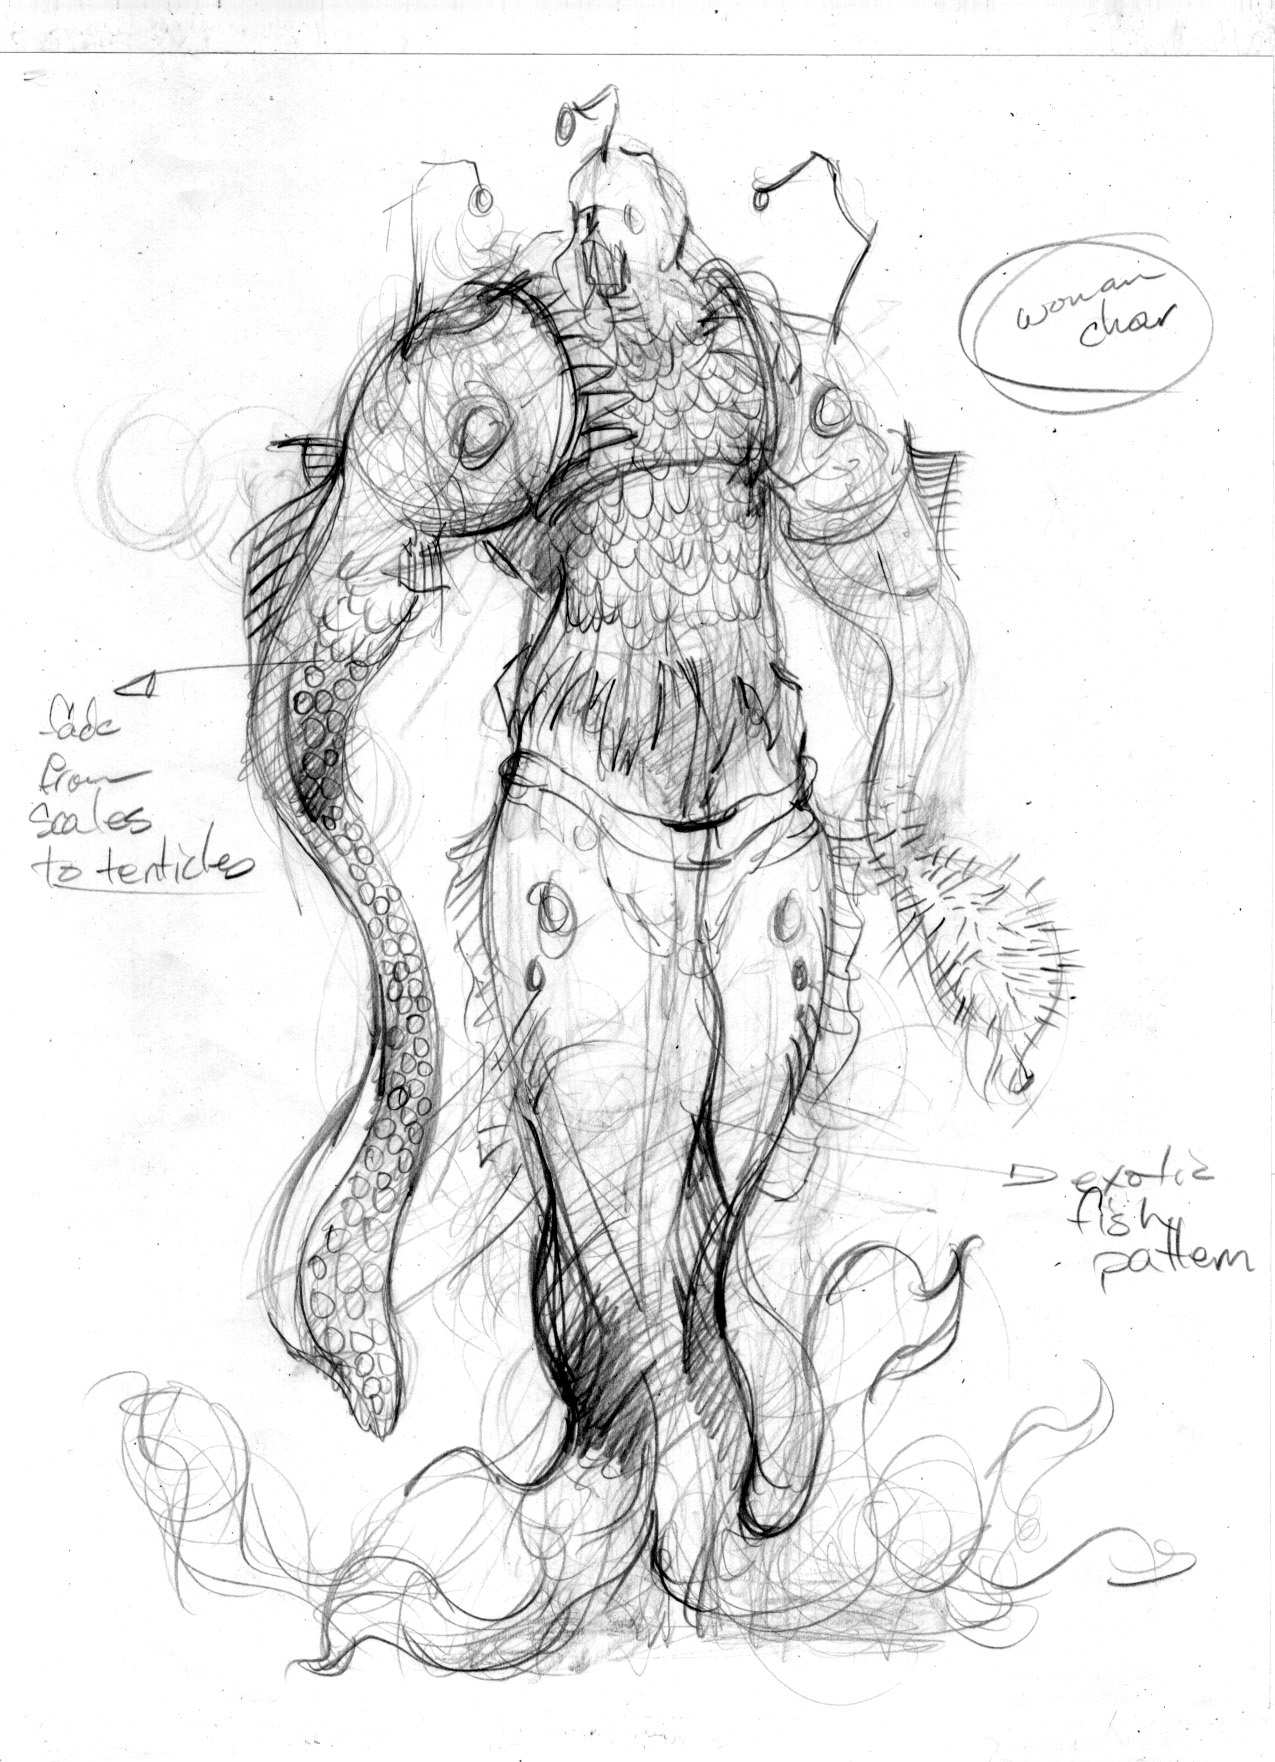 woman
char
fade
from
scales
to tenticles
exotic
fish
pattern